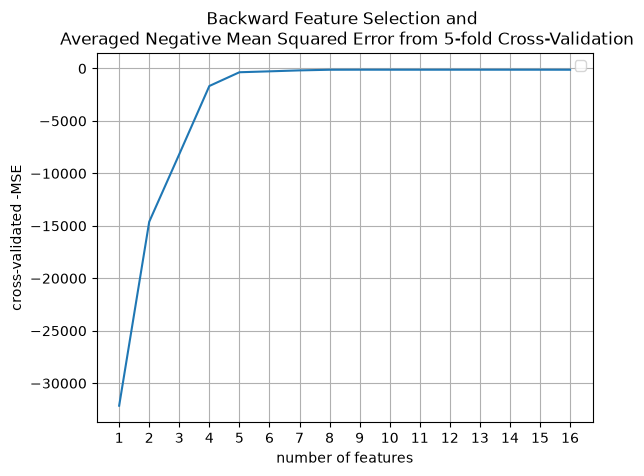 Backward Feature Selection and
Averaged Negative Mean Squared Error from 5-fold Cross-Validation
0
−5000
−10000
−15000
−20000
−25000
−30000
cross-validated -MSE
1 2 3 4 5 6 7 8 9 10 11 12 13 14 15 16
number of features